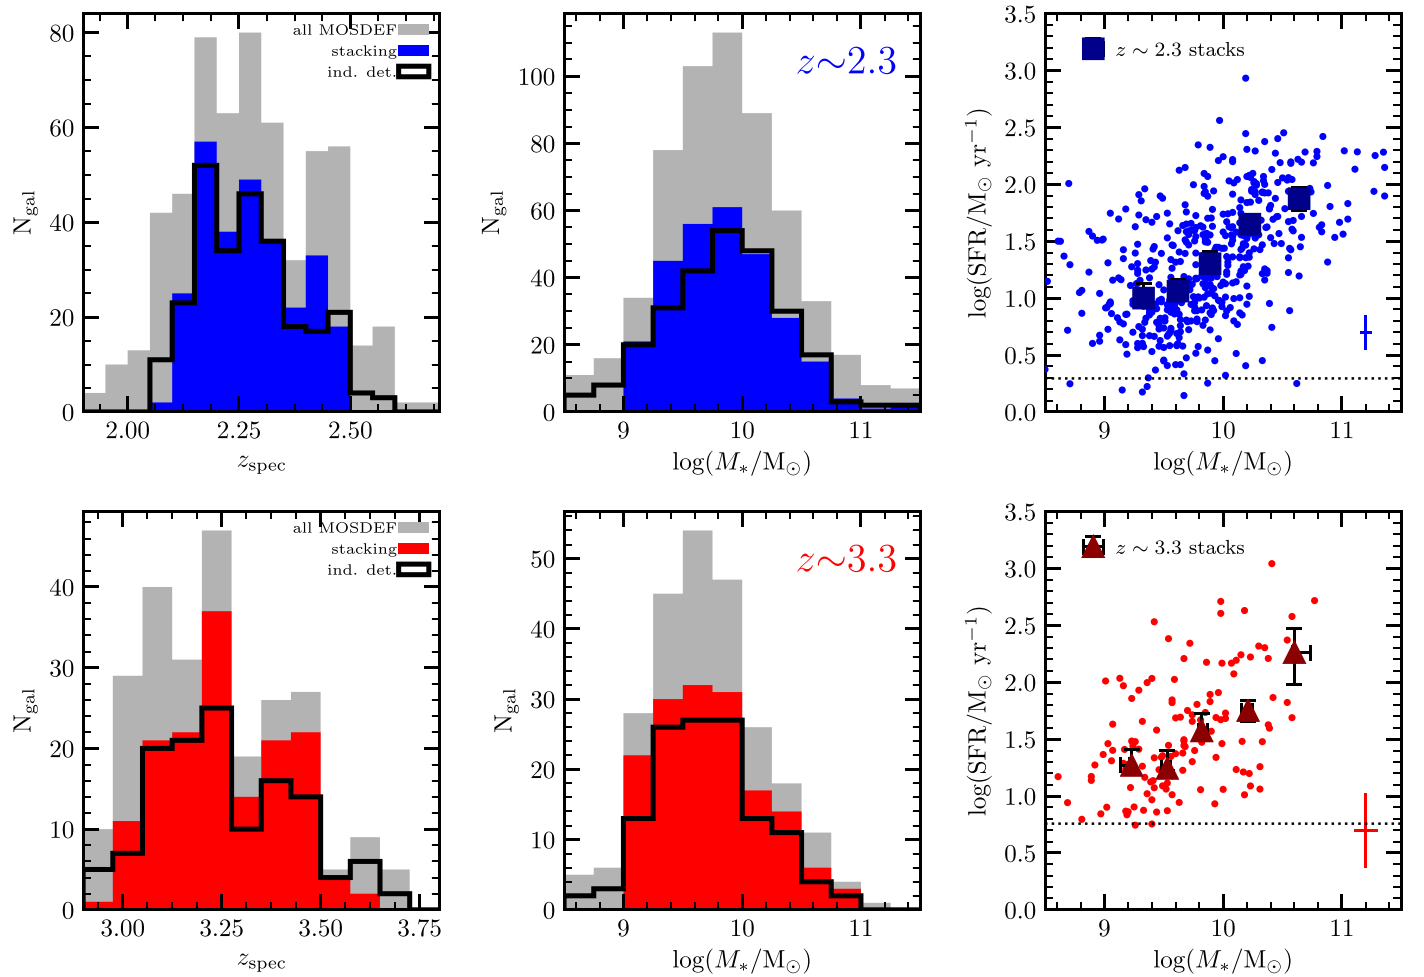 all MOSDEF
stacking
ind. det.
80
60
40
20
0
N_gal
2.00 2.25 2.50
z_spec
z∼2.3
100
80
60
40
20
0
N_gal
9 10 11
log(M_*/M_⊙)
z ∼ 2.3 stacks
3.5
3.0
2.5
2.0
1.5
1.0
0.5
0.0
log(SFR/M_⊙ yr^−1)
9 10 11
log(M_*/M_⊙)
all MOSDEF
stacking
ind. det.
40
30
20
10
0
N_gal
3.00 3.25 3.50 3.75
z_spec
z∼3.3
50
40
30
20
10
0
N_gal
9 10 11
log(M_*/M_⊙)
z ∼ 3.3 stacks
3.5
3.0
2.5
2.0
1.5
1.0
0.5
0.0
log(SFR/M_⊙ yr^−1)
9 10 11
log(M_*/M_⊙)